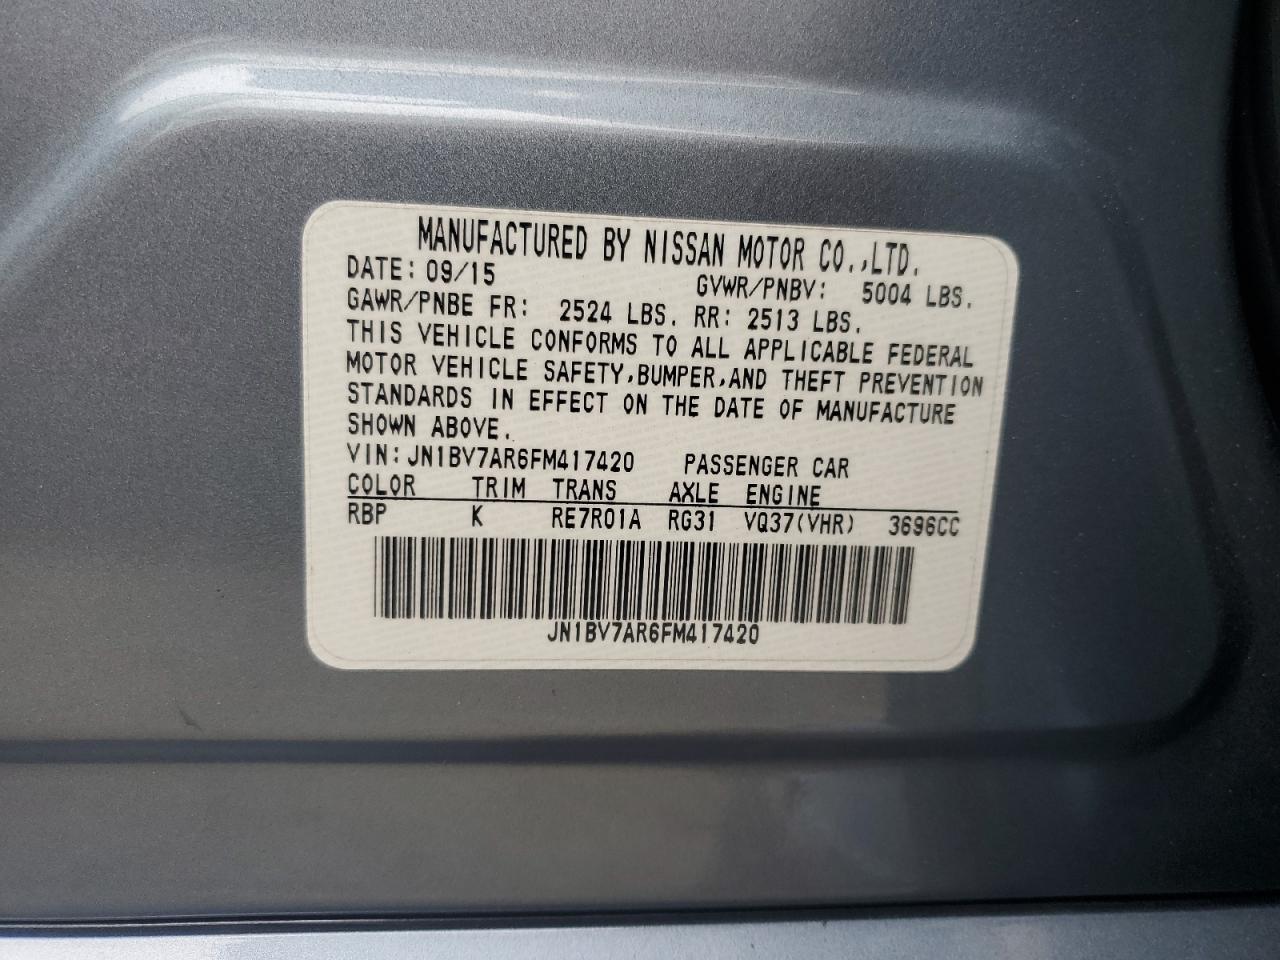 MANUFACTURED BY NISSAN MOTOR CO.,LTD.
DATE: 09/15 GVWR/PNBV: 5004 LBS.
GAWR/PNBE FR: 2524 LBS. RR: 2513 LBS.
THIS VEHICLE CONFORMS TO ALL APPLICABLE FEDERAL
MOTOR VEHICLE SAFETY,BUMPER,AND THEFT PREVENTION
STANDARDS IN EFFECT ON THE DATE OF MANUFACTURE
SHOWN ABOVE.
VIN:JN1BV7AR6FM417420 PASSENGER CAR
COLOR TRIM TRANS AXLE ENGINE
RBP K RE7R01A RG31 VQ37(VHR) 3696CC
JN1BV7AR6FM417420